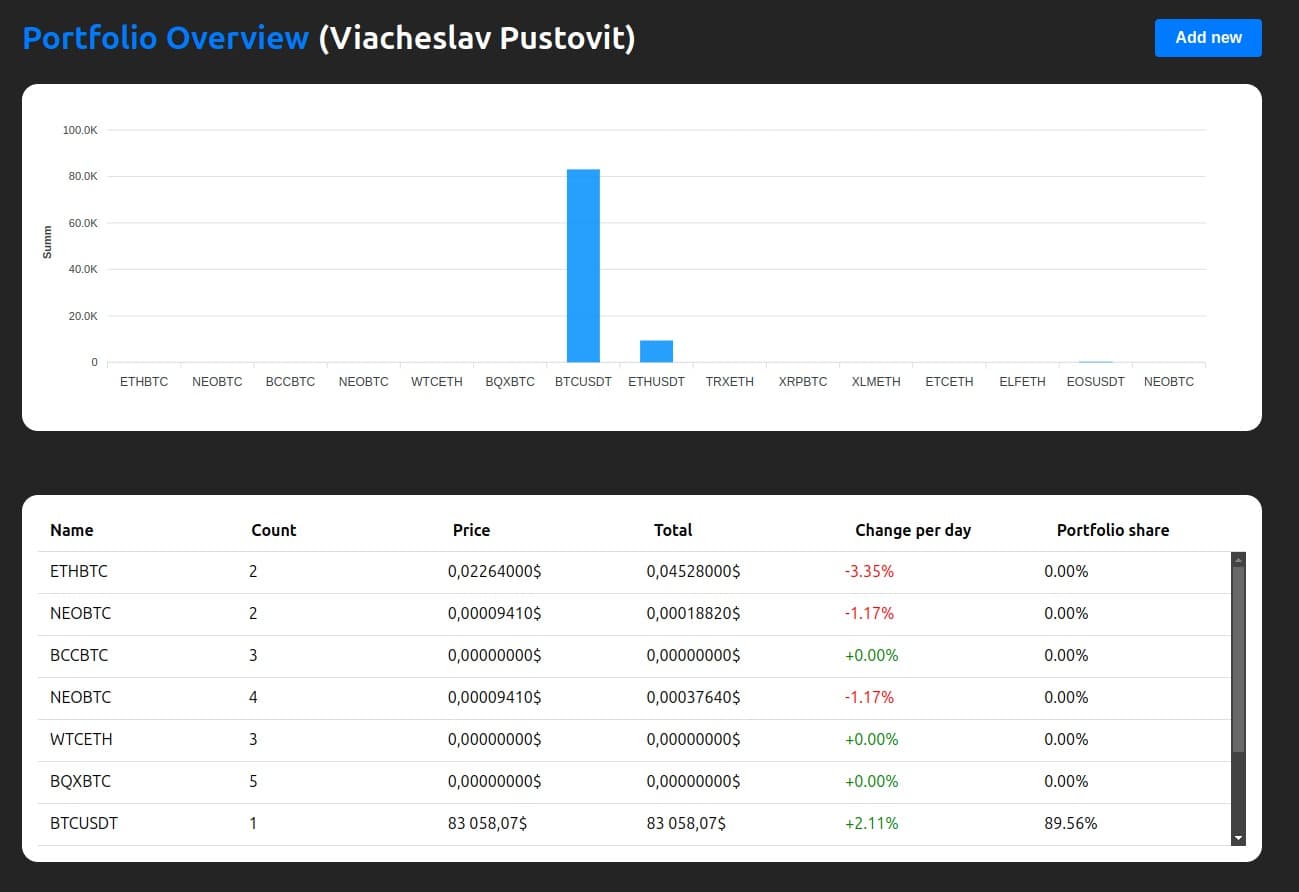 Portfolio Overview (Viacheslav Pustovit)
Add new
100.0K
80.0K
60.0K
40.0K
20.0K
0
Summ
ETHBTC NEOBTC BCCBTC NEOBTC WTCETH BQXBTC BTCUSDT ETHUSDT TRXETH XRPBTC XLMETH ETCETH ELFETH EOSUSDT NEOBTC
Name Count Price Total Change per day Portfolio share
ETHBTC 2 0,02264000$ 0,04528000$ -3.35% 0.00%
NEOBTC 2 0,00009410$ 0,00018820$ -1.17% 0.00%
BCCBTC 3 0,00000000$ 0,00000000$ +0.00% 0.00%
NEOBTC 4 0,00009410$ 0,00037640$ -1.17% 0.00%
WTCETH 3 0,00000000$ 0,00000000$ +0.00% 0.00%
BQXBTC 5 0,00000000$ 0,00000000$ +0.00% 0.00%
BTCUSDT 1 83 058,07$ 83 058,07$ +2.11% 89.56%